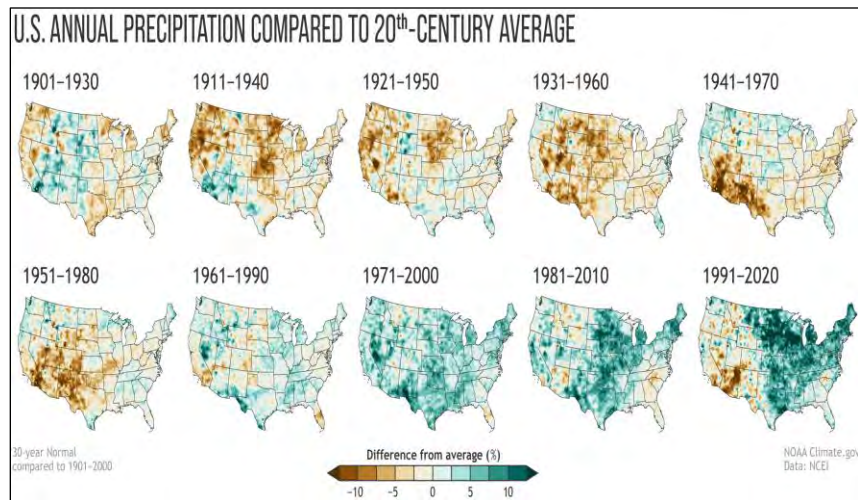 U.S. ANNUAL PRECIPITATION COMPARED TO 20th-CENTURY AVERAGE
1901–1930
1911–1940
1921–1950
1931–1960
1941–1970
1951–1980
1961–1990
1971–2000
1981–2010
1991–2020
30-year Normal
compared to 1901–2000
Difference from average (%)
-10 -5 0 5 10
NOAA Climate.gov
Data: NCEI